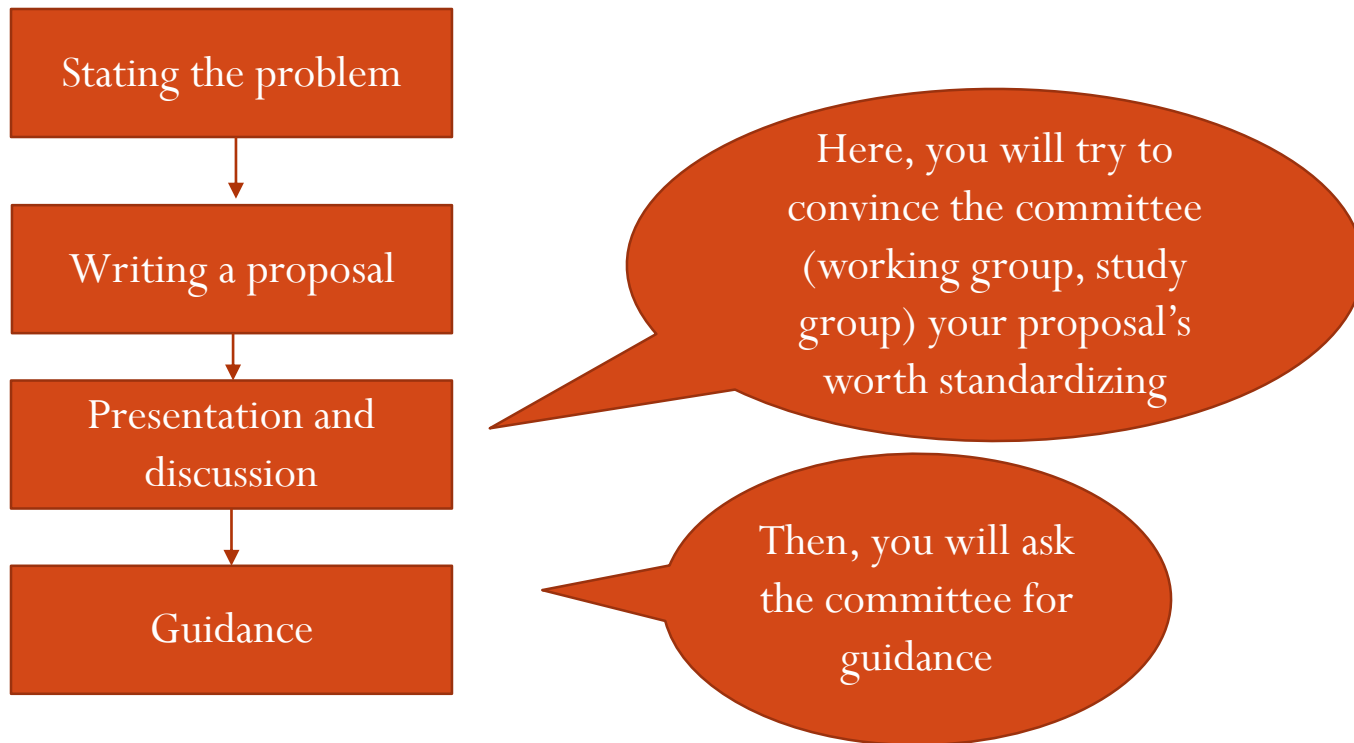 Stating the problem
Writing a proposal
Presentation and
discussion
Guidance
Here, you will try to
convince the committee
(working group, study
group) your proposal’s
worth standardizing
Then, you will ask
the committee for
guidance